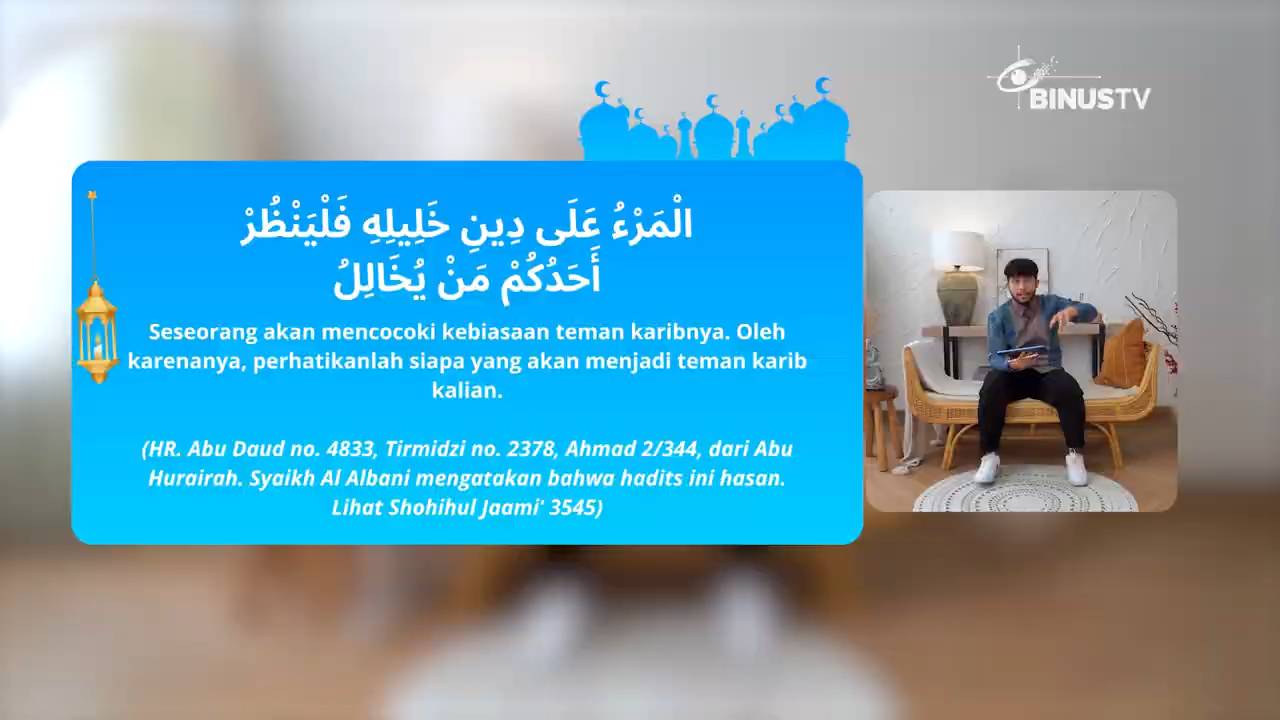 BINUSTV
الْمَرْءُ عَلَى دِينِ خَلِيلِهِ فَلْيَنْظُرْ
أَحَدُكُمْ مَنْ يُخَالِلُ
Seseorang akan mencocoki kebiasaan teman karibnya. Oleh
karenanya, perhatikanlah siapa yang akan menjadi teman karib
kalian.
(HR. Abu Daud no. 4833, Tirmidzi no. 2378, Ahmad 2/344, dari Abu
Hurairah. Syaikh Al Albani mengatakan bahwa hadits ini hasan.
Lihat Shohihul Jaami' 3545)